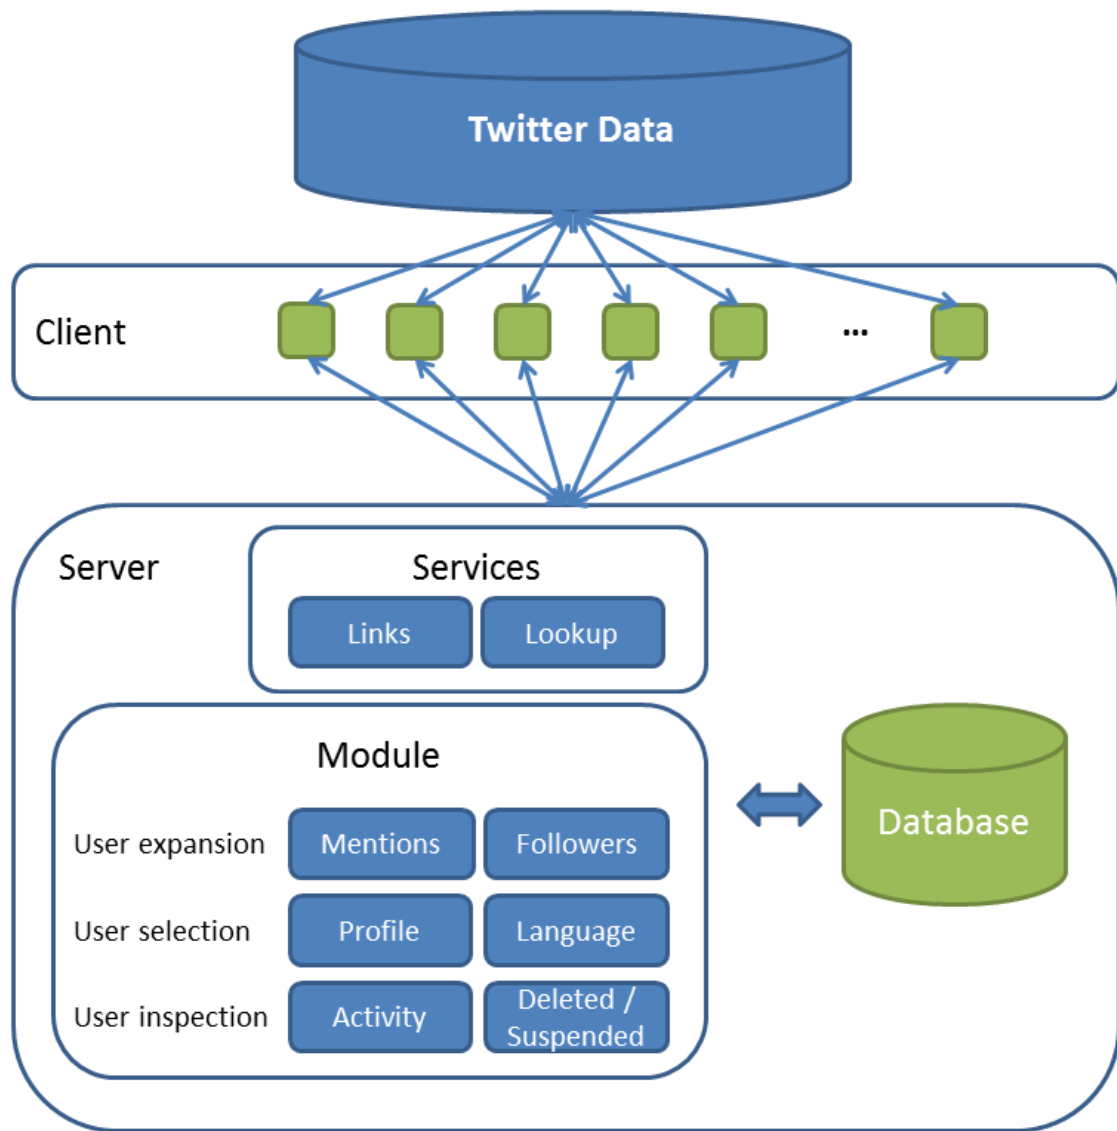 Twitter Data
Client
...
Server
Services
Links
Lookup
Module
User expansion
Mentions
Followers
User selection
Profile
Language
User inspection
Activity
Deleted /
Suspended
Database